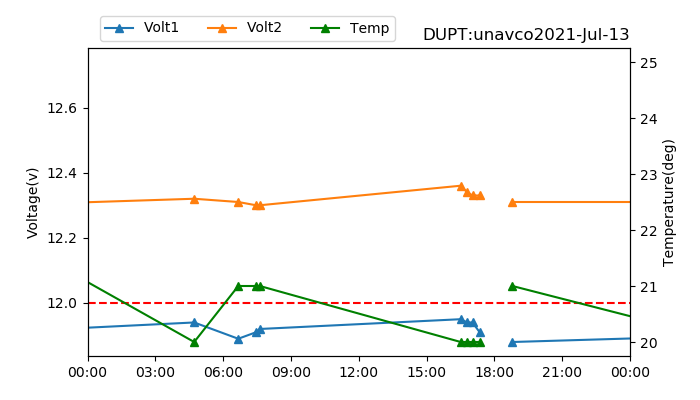 Volt1 Volt2 Temp
DUPT:unavco2021-Jul-13
Voltage(v)
12.6
12.4
12.2
12.0
25
24
23
22
21
20
Temperature(deg)
00:00 03:00 06:00 09:00 12:00 15:00 18:00 21:00 00:00